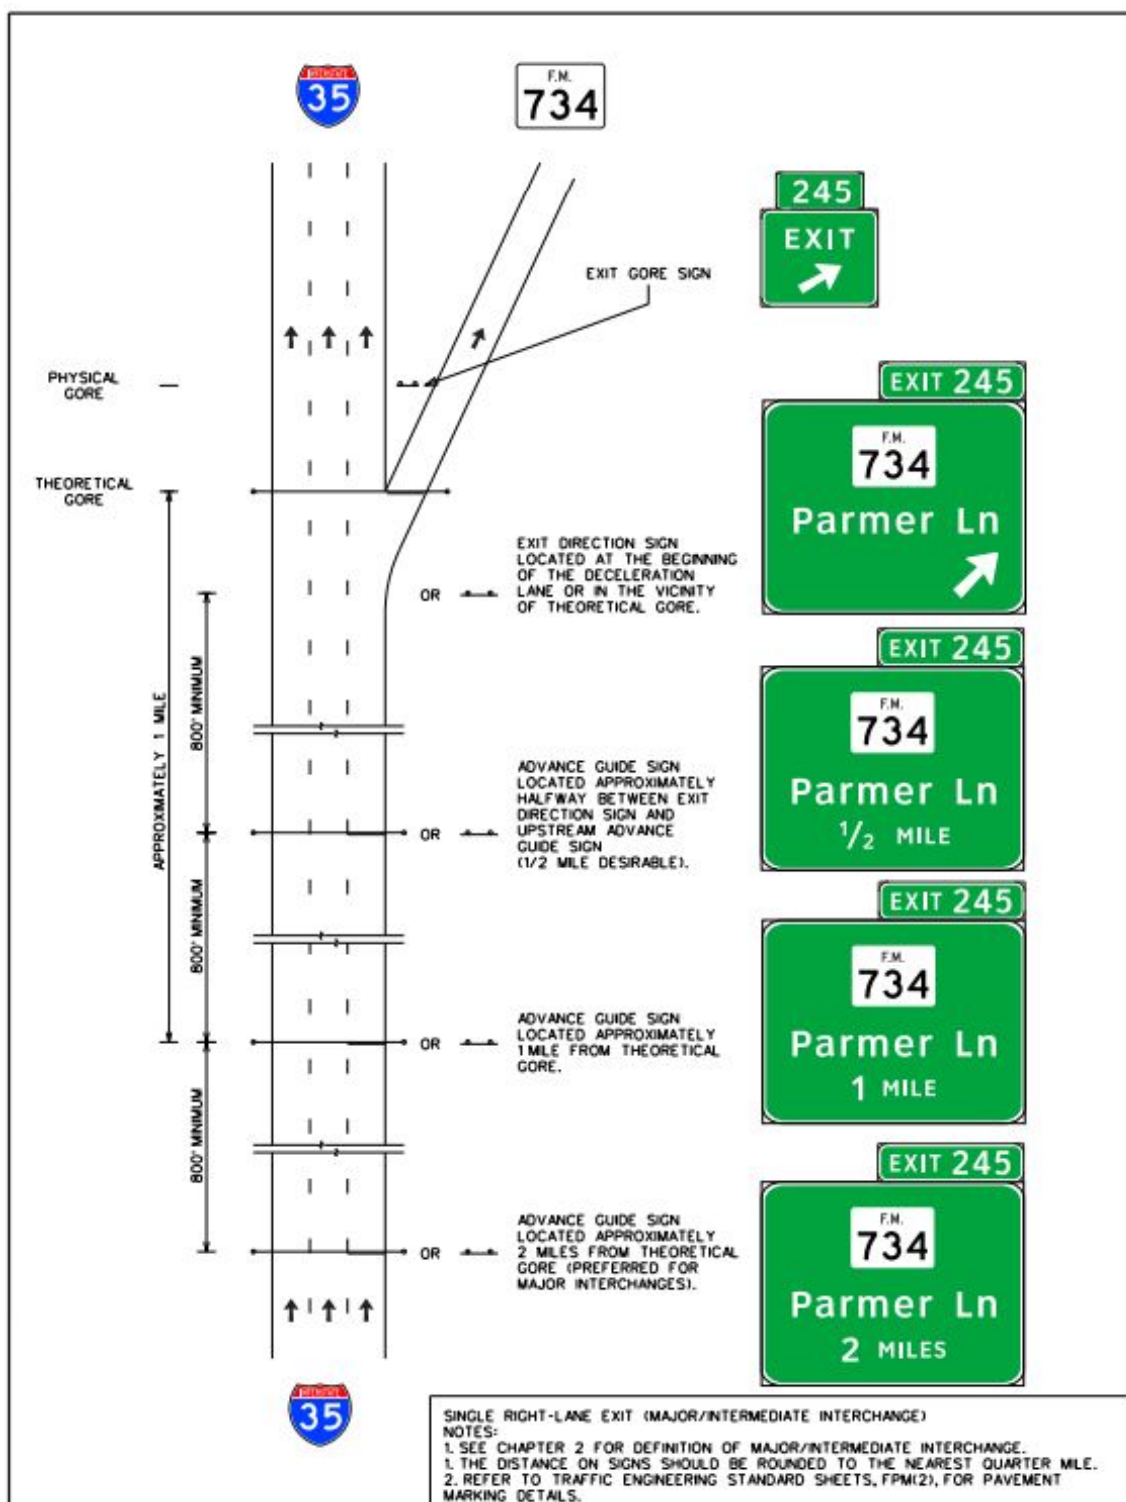 INTERSTATE
35
F.M.
734
245
EXIT
EXIT GORE SIGN
PHYSICAL
GORE
EXIT 245
F.M.
734
Parmer Ln
THEORETICAL
GORE
EXIT DIRECTION SIGN
LOCATED AT THE BEGINNING
OF THE DECELERATION
LANE OR IN THE VICINITY
OF THEORETICAL GORE.
OR
APPROXIMATELY 1 MILE
800' MINIMUM
EXIT 245
F.M.
734
Parmer Ln
1/2 MILE
ADVANCE GUIDE SIGN
LOCATED APPROXIMATELY
HALFWAY BETWEEN EXIT
DIRECTION SIGN AND
UPSTREAM ADVANCE
GUIDE SIGN
(1/2 MILE DESIRABLE).
OR
800' MINIMUM
EXIT 245
F.M.
734
Parmer Ln
1 MILE
ADVANCE GUIDE SIGN
LOCATED APPROXIMATELY
1 MILE FROM THEORETICAL
GORE.
OR
800' MINIMUM
EXIT 245
F.M.
734
Parmer Ln
2 MILES
ADVANCE GUIDE SIGN
LOCATED APPROXIMATELY
2 MILES FROM THEORETICAL
GORE (PREFERRED FOR
MAJOR INTERCHANGES).
OR
INTERSTATE
35
SINGLE RIGHT-LANE EXIT (MAJOR/INTERMEDIATE INTERCHANGE)
NOTES:
1. SEE CHAPTER 2 FOR DEFINITION OF MAJOR/INTERMEDIATE INTERCHANGE.
1. THE DISTANCE ON SIGNS SHOULD BE ROUNDED TO THE NEAREST QUARTER MILE.
2. REFER TO TRAFFIC ENGINEERING STANDARD SHEETS, FPM(2), FOR PAVEMENT
MARKING DETAILS.